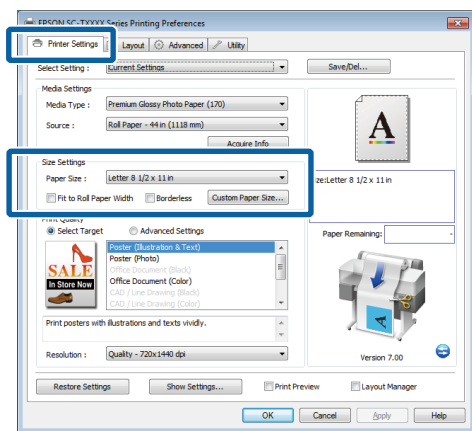 EPSON SC-TXXXX Series Printing Preferences
Printer Settings Layout Advanced Utility
Select Setting : Current Settings Save/Del...
Media Settings
Media Type : Premium Glossy Photo Paper (170)
Source : Roll Paper - 44 in (1118 mm)
Acquire Info
A
Size Settings
Paper Size : Letter 8 1/2 x 11 in
Size:Letter 8 1/2 x 11 in
Fit to Roll Paper Width Borderless Custom Paper Size...
Print Quality
Select Target Advanced Settings
Paper Remaining: -
SALE
In Store Now
Poster (Illustration & Text)
Poster (Photo)
Office Document (Black)
Office Document (Color)
CAD / Line Drawing (Black)
CAD / Line Drawing (Color)
Print posters with illustrations and texts vividly.
Resolution : Quality - 720x1440 dpi
Version 7.00
Restore Settings Show Settings... Print Preview Layout Manager
OK Cancel Apply Help